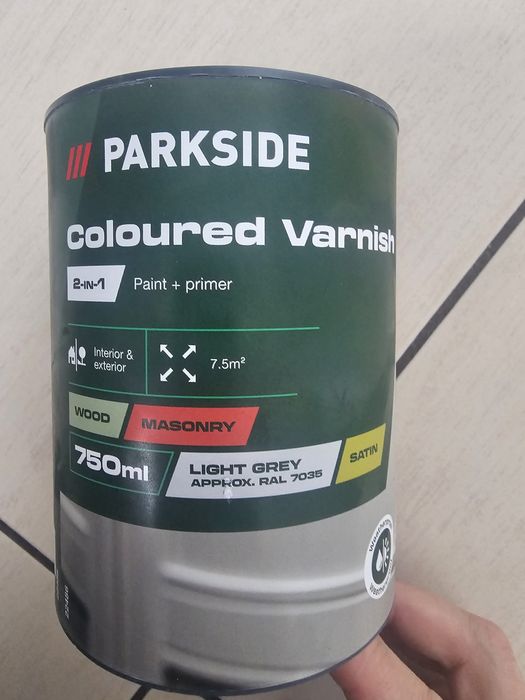 PARKSIDE
Coloured Varnish
2-IN-1 Paint + primer
Interior &
exterior
7.5m²
WOOD MASONRY
750ml LIGHT GREY
APPROX. RAL 7035
SATIN